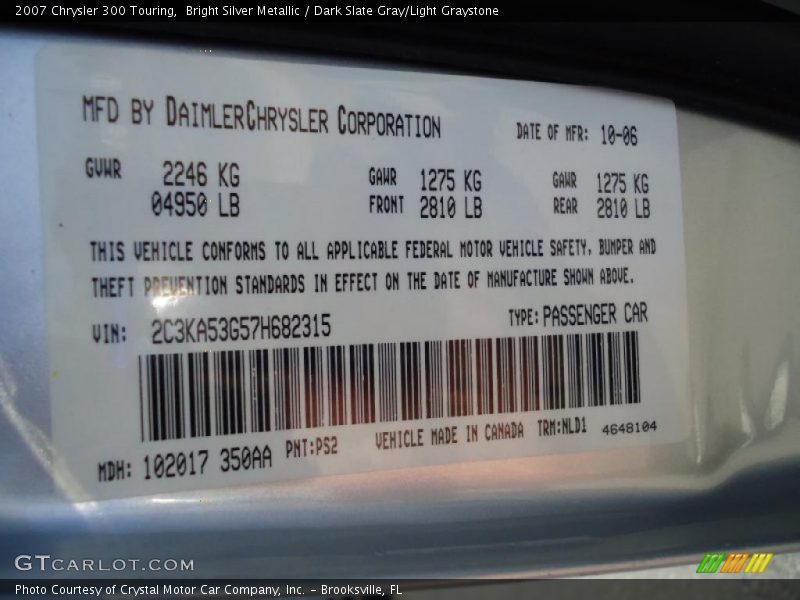 2007 Chrysler 300 Touring,  Bright Silver Metallic / Dark Slate Gray/Light Graystone
MFD BY DAIMLERCHRYSLER CORPORATION
DATE OF MFR: 10-06
GVWR 2246 KG GAWR 1275 KG GAWR 1275 KG
04950 LB FRONT 2810 LB REAR 2810 LB
THIS VEHICLE CONFORMS TO ALL APPLICABLE FEDERAL MOTOR VEHICLE SAFETY, BUMPER AND
THEFT PREVENTION STANDARDS IN EFFECT ON THE DATE OF MANUFACTURE SHOWN ABOVE.
VIN: 2C3KA53G57H682315 TYPE: PASSENGER CAR
MDH: 102017 350AA PNT:PS2 VEHICLE MADE IN CANADA TRM:NLD1 4648104
GTCARLOT.COM
Photo Courtesy of Crystal Motor Car Company, Inc. - Brooksville, FL